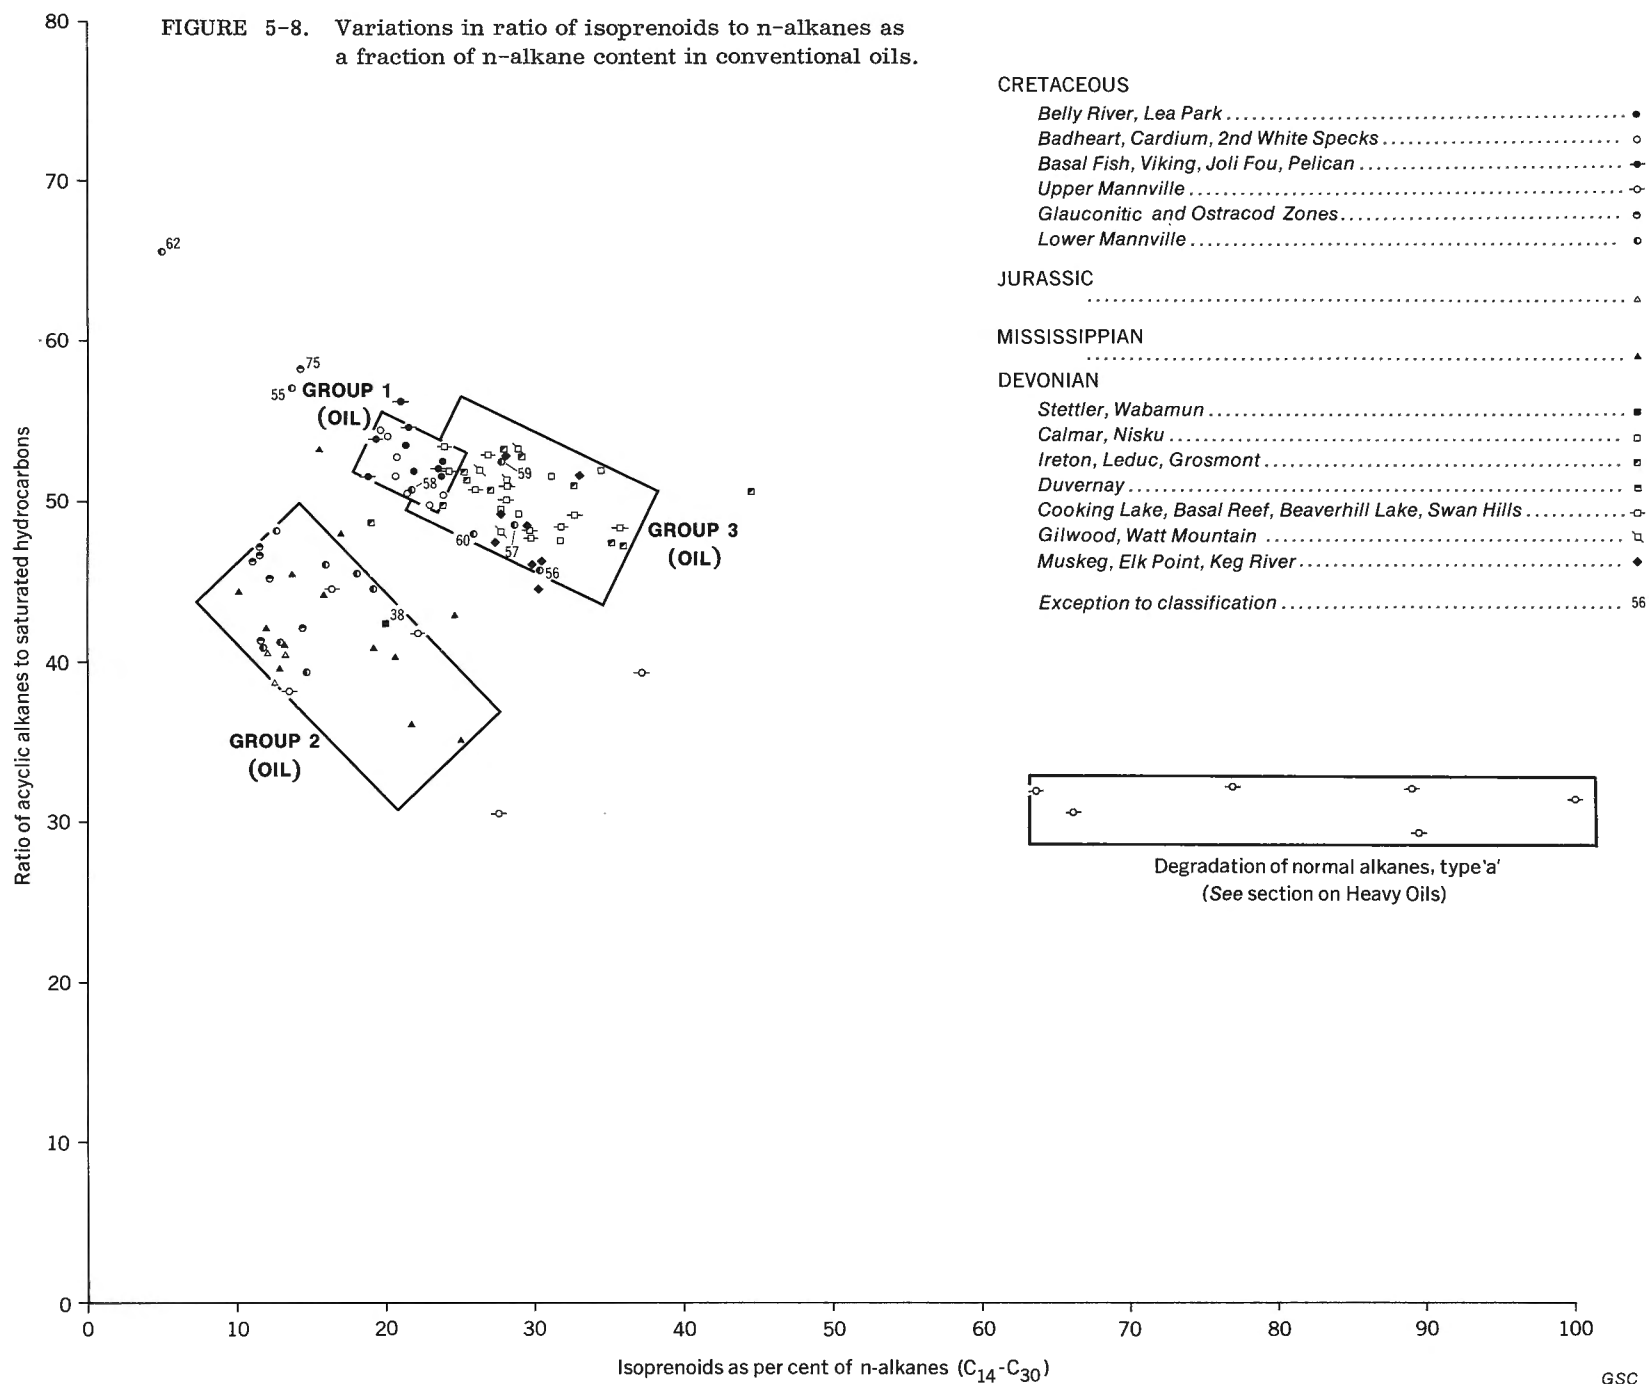 FIGURE 5-8. Variations in ratio of isoprenoids to n-alkanes as
a fraction of n-alkane content in conventional oils.
CRETACEOUS
Belly River, Lea Park
Badheart, Cardium, 2nd White Specks
Basal Fish, Viking, Joli Fou, Pelican
Upper Mannville
Glauconitic and Ostracod Zones
Lower Mannville
JURASSIC
MISSISSIPPIAN
DEVONIAN
Stettler, Wabamun
Calmar, Nisku
Ireton, Leduc, Grosmont
Duvernay
Cooking Lake, Basal Reef, Beaverhill Lake, Swan Hills
Gilwood, Watt Mountain
Muskeg, Elk Point, Keg River
Exception to classification 56
80
70
60
50
40
30
20
10
0
Ratio of acyclic alkanes to saturated hydrocarbons
62
75
55
GROUP 1
(OIL)
59
58
60
57
56
GROUP 3
(OIL)
38
GROUP 2
(OIL)
Degradation of normal alkanes, type 'a'
(See section on Heavy Oils)
0 10 20 30 40 50 60 70 80 90 100
Isoprenoids as per cent of n-alkanes (C14-C30)
GSC